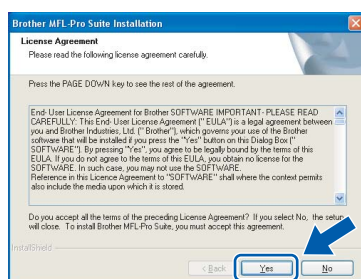 Brother MFL-Pro Suite Installation
License Agreement
Please read the following license agreement carefully.
Press the PAGE DOWN key to see the rest of the agreement.
End- User License Agreement for Brother SOFTWARE IMPORTANT- PLEASE READ
CAREFULLY: This End- User License Agreement (" EULA") is a legal agreement between
you and Brother Industries, Ltd. (" Brother"), which governs your use of the Brother
software that will be installed if you press the "Yes" button on this Dialog Box ("
SOFTWARE"). By pressing "Yes", you agree to be legally bound by the terms of this
EULA. If you do not agree to the terms of this EULA, you obtain no license for the
SOFTWARE. In such case, you may not use the SOFTWARE.
Reference in this Licence Agreement to "SOFTWARE" shall where the context permits
also include the media upon which it is stored.
Do you accept all the terms of the preceding License Agreement? If you select No, the setup
will close. To install Brother MFL-Pro Suite, you must accept this agreement.
InstallShield
< Back Yes No